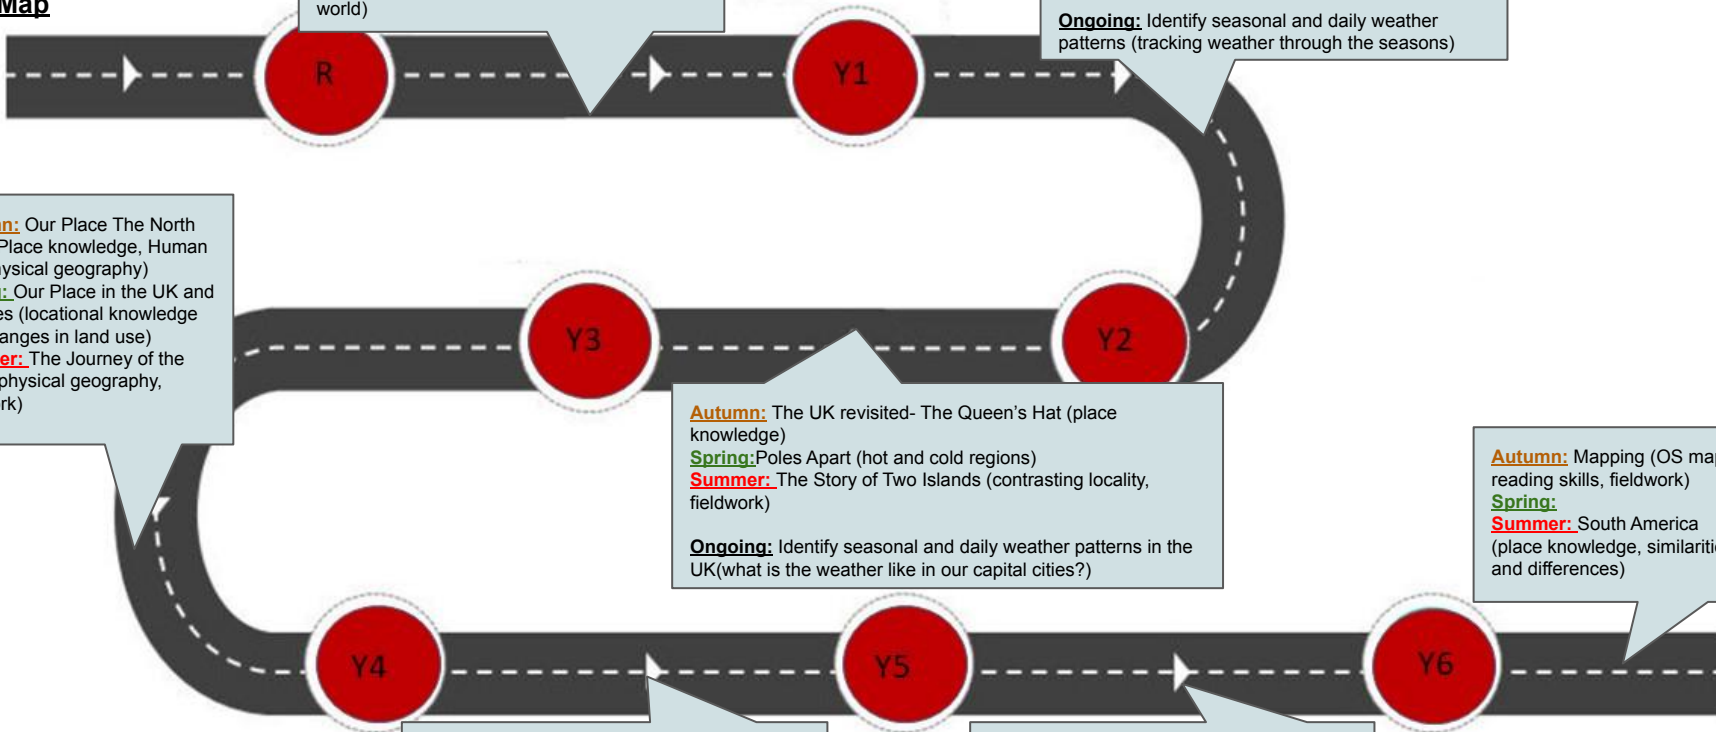 Map
world)
Ongoing: Identify seasonal and daily weather
patterns (tracking weather through the seasons)
R
Y1
Our Place The North
Place knowledge, Human
geography)
Our Place in the UK and
(locational knowledge
in land use)
The Journey of the
physical geography,
Y3
Y2
Autumn: The UK revisited- The Queen’s Hat (place
knowledge)
Spring:Poles Apart (hot and cold regions)
Summer: The Story of Two Islands (contrasting locality,
fieldwork)
Ongoing: Identify seasonal and daily weather patterns in the
UK(what is the weather like in our capital cities?)
Autumn: Mapping (OS
reading skills, fieldwork)
Spring:
Summer: South America
(place knowledge,
and differences)
Y4
Y5
Y6